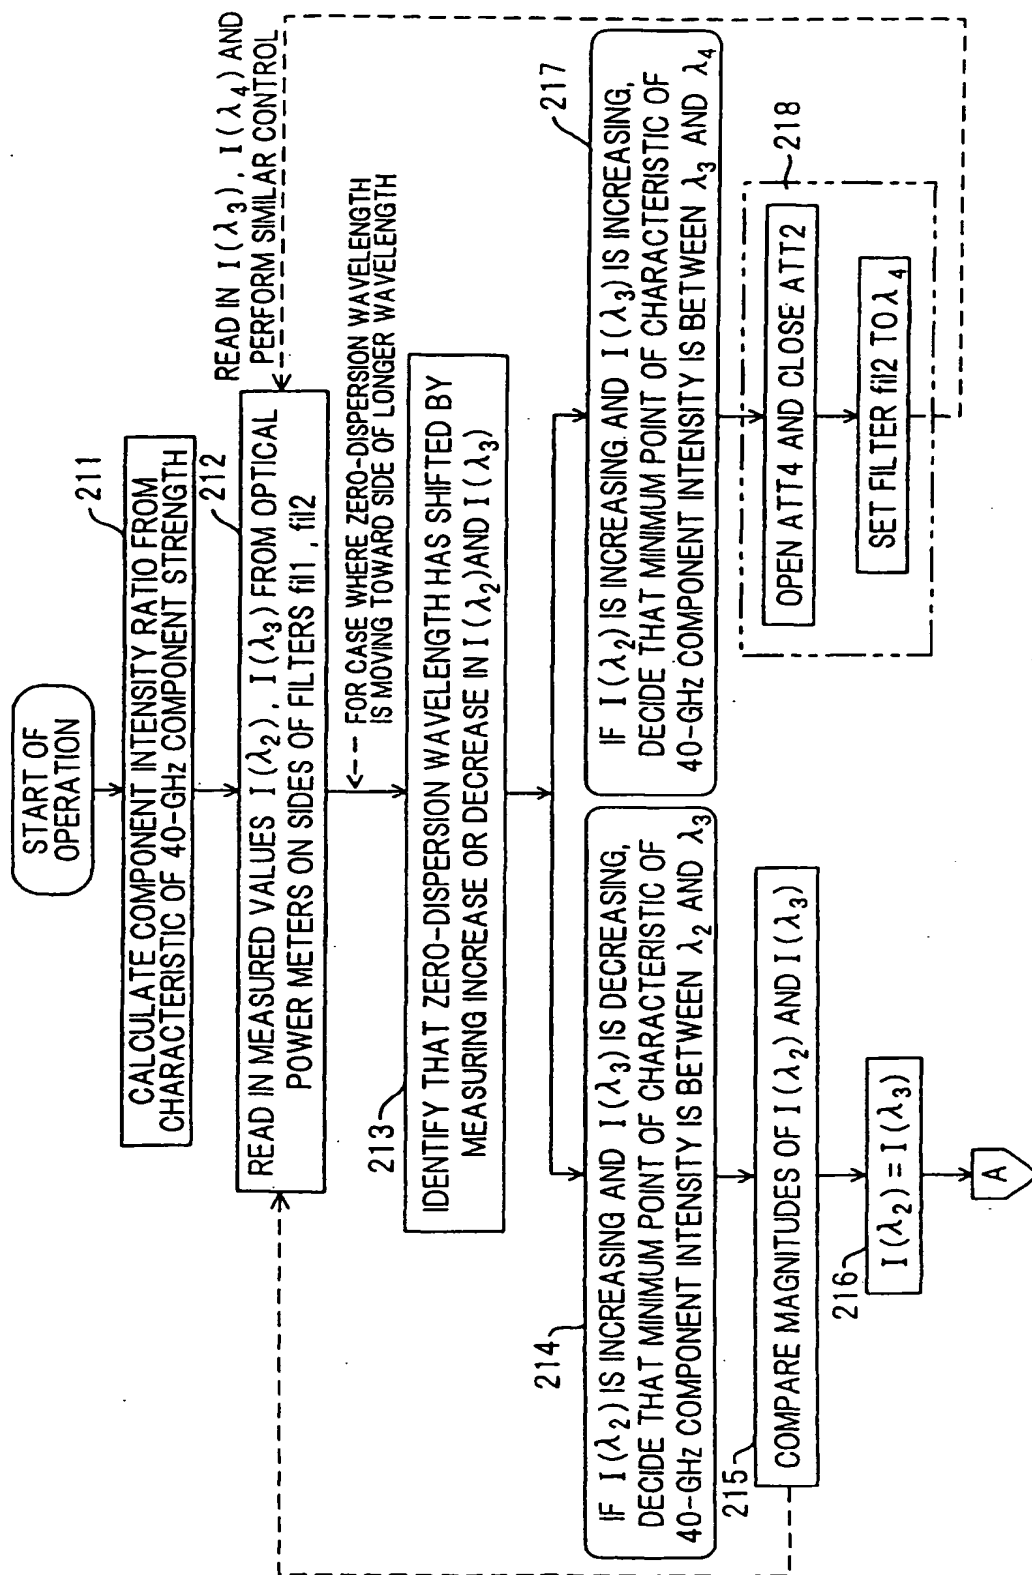 START OF
OPERATION
211
CALCULATE COMPONENT INTENSITY RATIO FROM
CHARACTERISTIC OF 40-GHz COMPONENT STRENGTH
212
READ IN MEASURED VALUES I(λ2), I(λ3) FROM OPTICAL
POWER METERS ON SIDES OF FILTERS fil1, fil2
READ IN I(λ3), I(λ4) AND
PERFORM SIMILAR CONTROL
<-- FOR CASE WHERE ZERO-DISPERSION WAVELENGTH
IS MOVING TOWARD SIDE OF LONGER WAVELENGTH
213
IDENTIFY THAT ZERO-DISPERSION WAVELENGTH HAS SHIFTED BY
MEASURING INCREASE OR DECREASE IN I(λ2) AND I(λ3)
214
IF I(λ2) IS INCREASING AND I(λ3) IS DECREASING,
DECIDE THAT MINIMUM POINT OF CHARACTERISTIC OF
40-GHz COMPONENT INTENSITY IS BETWEEN λ2 AND λ3
215
COMPARE MAGNITUDES OF I(λ2) AND I(λ3)
216
I(λ2) = I(λ3)
A
217
IF I(λ2) IS INCREASING AND I(λ3) IS INCREASING,
DECIDE THAT MINIMUM POINT OF CHARACTERISTIC OF
40-GHz COMPONENT INTENSITY IS BETWEEN λ3 AND λ4
218
OPEN ATT4 AND CLOSE ATT2
SET FILTER fil2 TO λ4